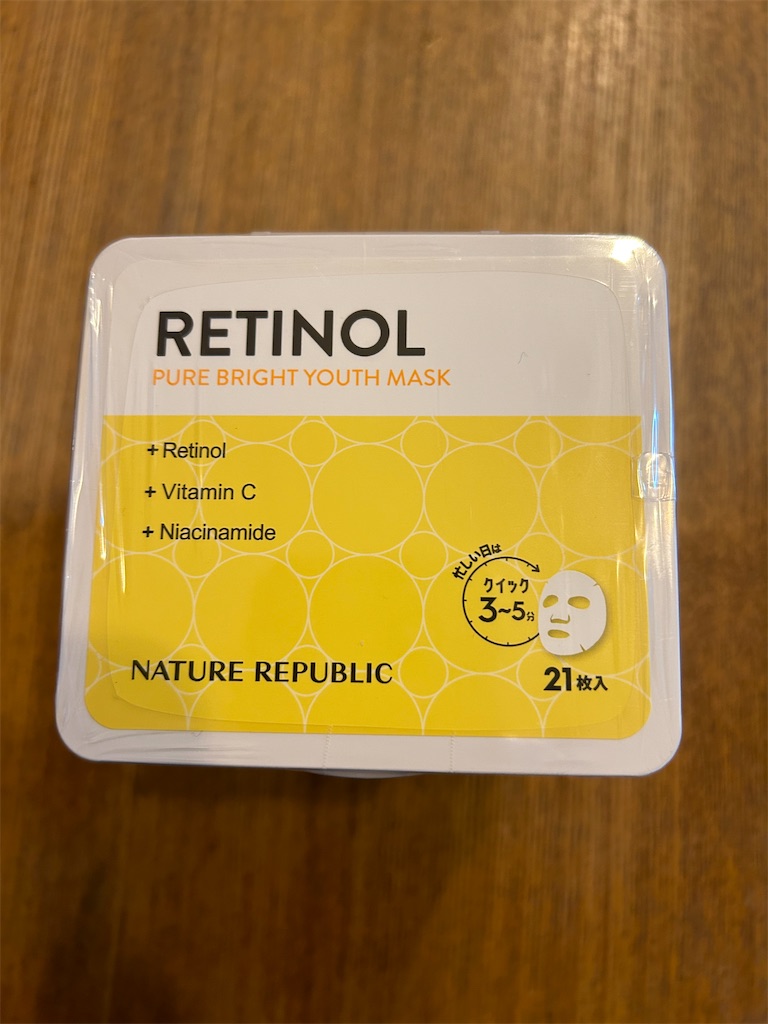 RETINOL
PURE BRIGHT YOUTH MASK
+ Retinol
+ Vitamin C
+ Niacinamide
忙しい日は
クイック
3~5分
NATURE REPUBLIC
21枚入